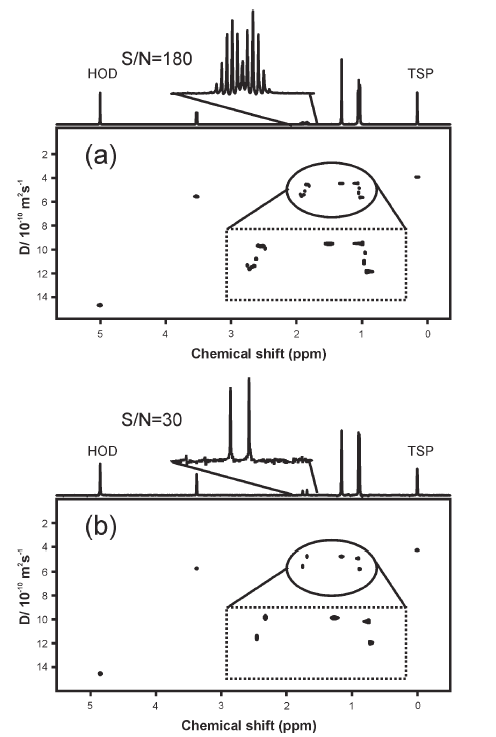 S/N=180
HOD
TSP
(a)
2
4
6
8
10
12
14
D/ 10⁻¹⁰ m²s⁻¹
5 4 3 2 1 0
Chemical shift (ppm)
S/N=30
HOD
TSP
(b)
2
4
6
8
10
12
14
D/ 10⁻¹⁰ m²s⁻¹
5 4 3 2 1 0
Chemical shift (ppm)